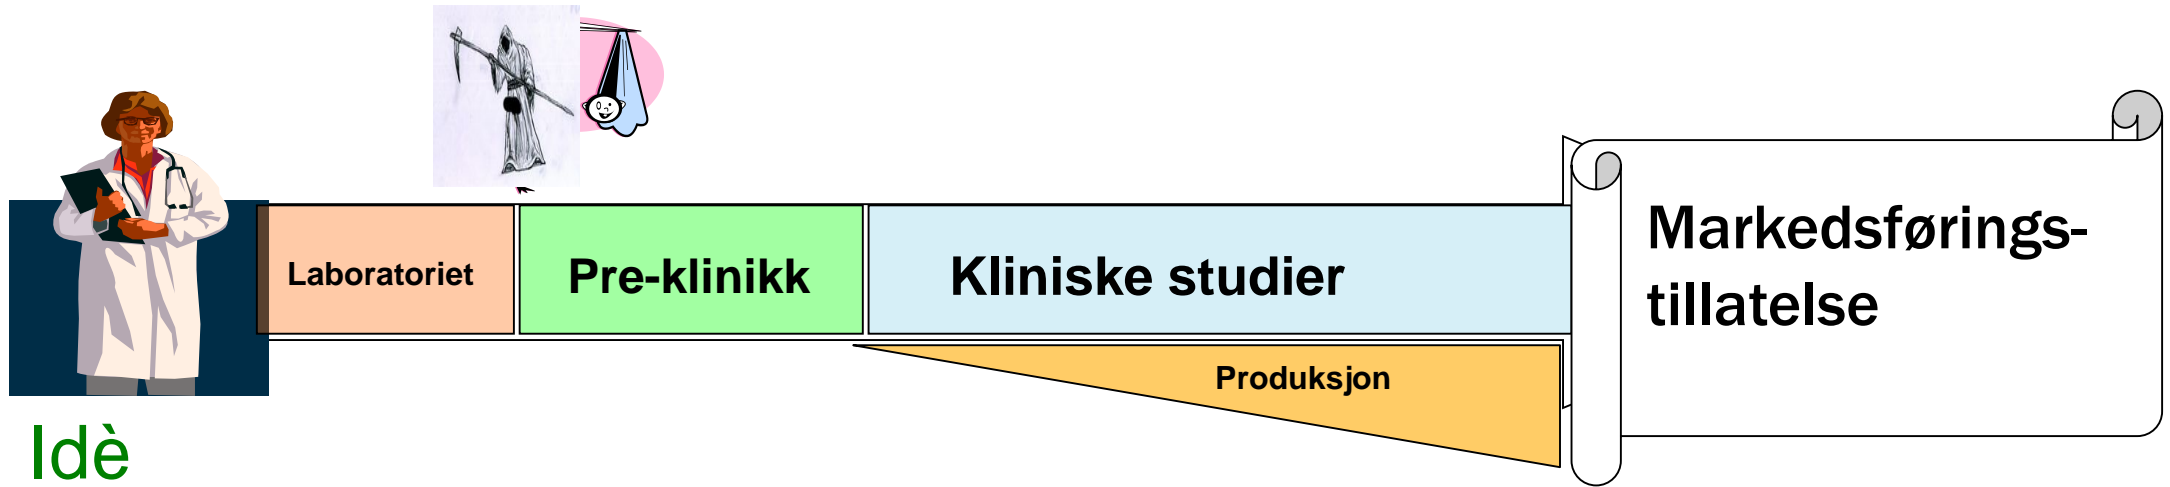 Laboratoriet
Pre-klinikk
Kliniske studier
Markedsførings-
tillatelse
Produksjon
Idè